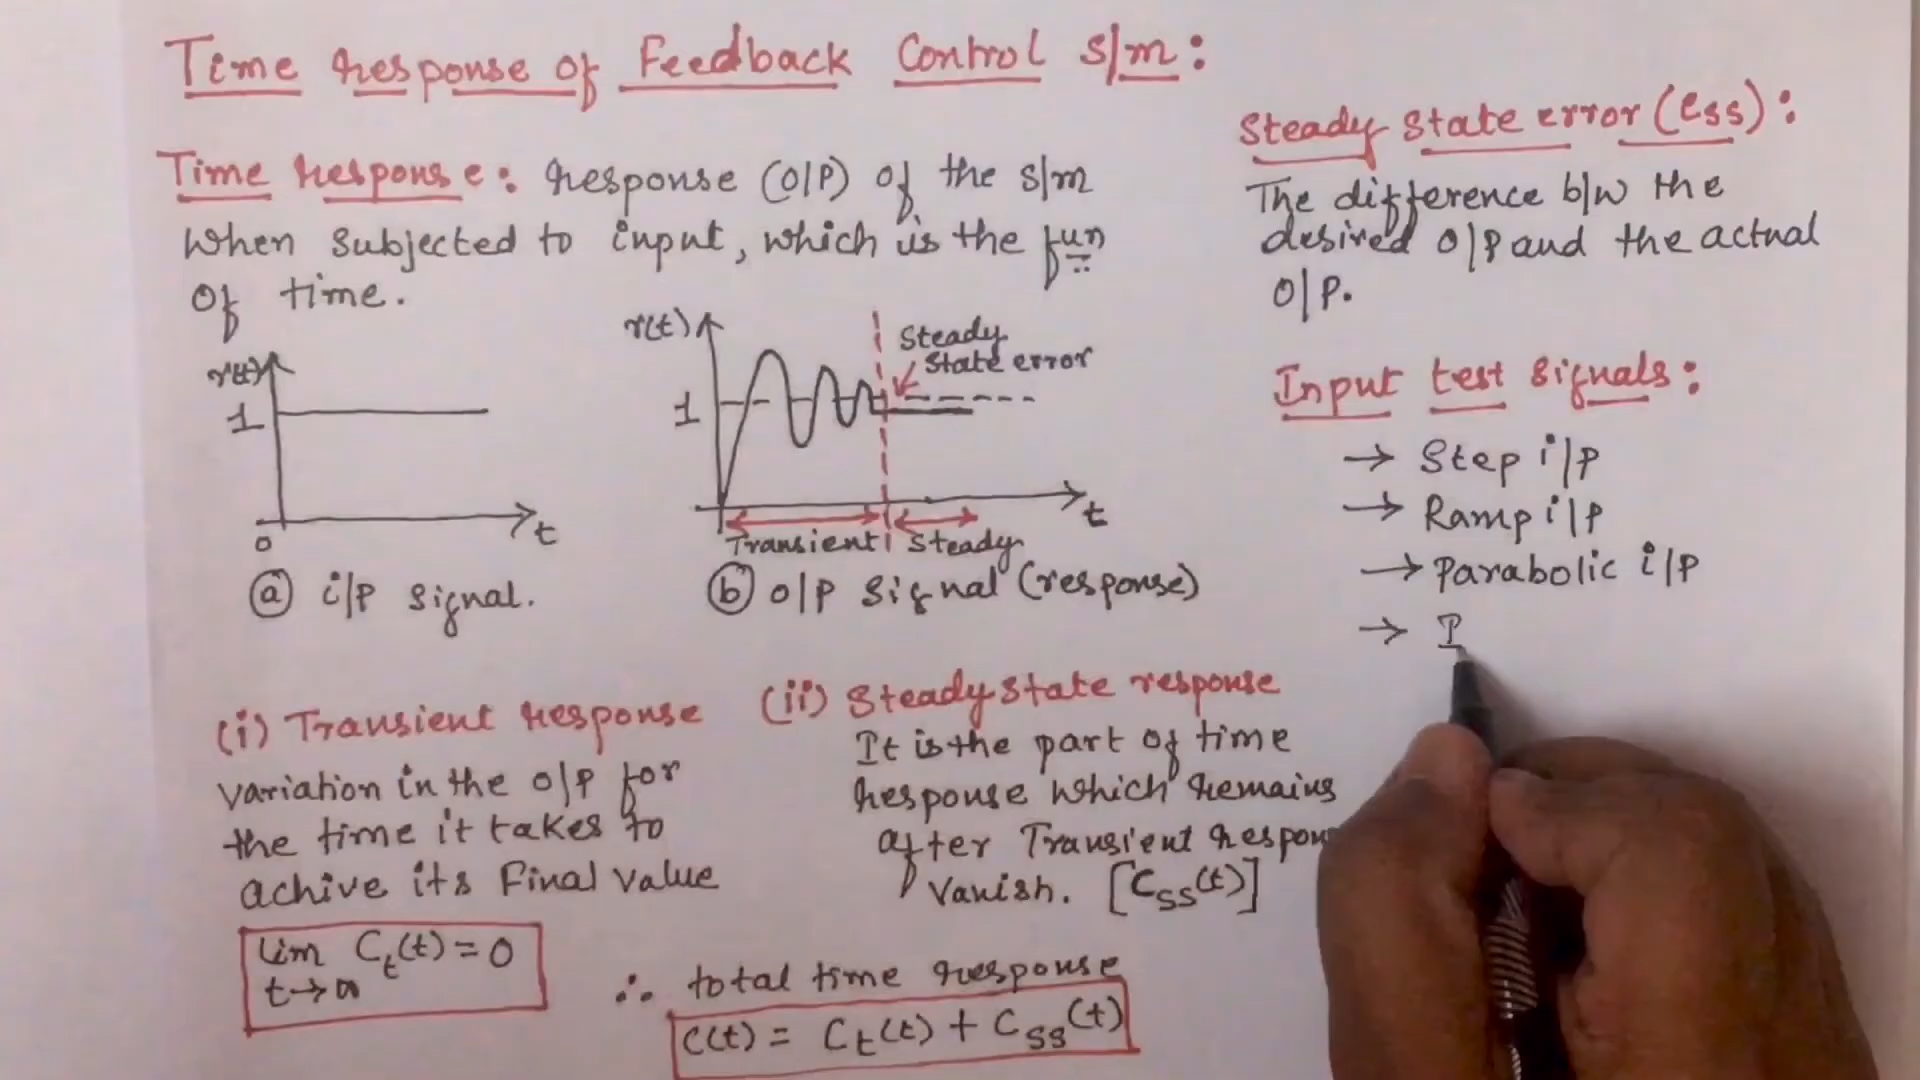 Time Response of Feedback Control s/m:
Time Response: Response (O/P) of the s/m
When subjected to input, which is the fun
Of time.
r(t)
1
0
t
(a) i/p signal.
r(t)
1
Steady
State error
t
Transient
Steady
(b) O/P Signal (response)
(i) Transient Response
Variation in the O/P for
the time it takes to
achive its Final Value
lim Ct(t) = 0
t→∞
(ii) Steady State response
It is the part of time
Response which Remains
after Transient Respon
Vanish. [Css(t)]
∴ total time response
C(t) = Ct(t) + Css(t)
Steady State error (ess):
The difference b/w the
desired O/P and the actual
O/P.
Input test signals:
→ Step i/p
→ Ramp i/p
→ Parabolic i/p
→ I